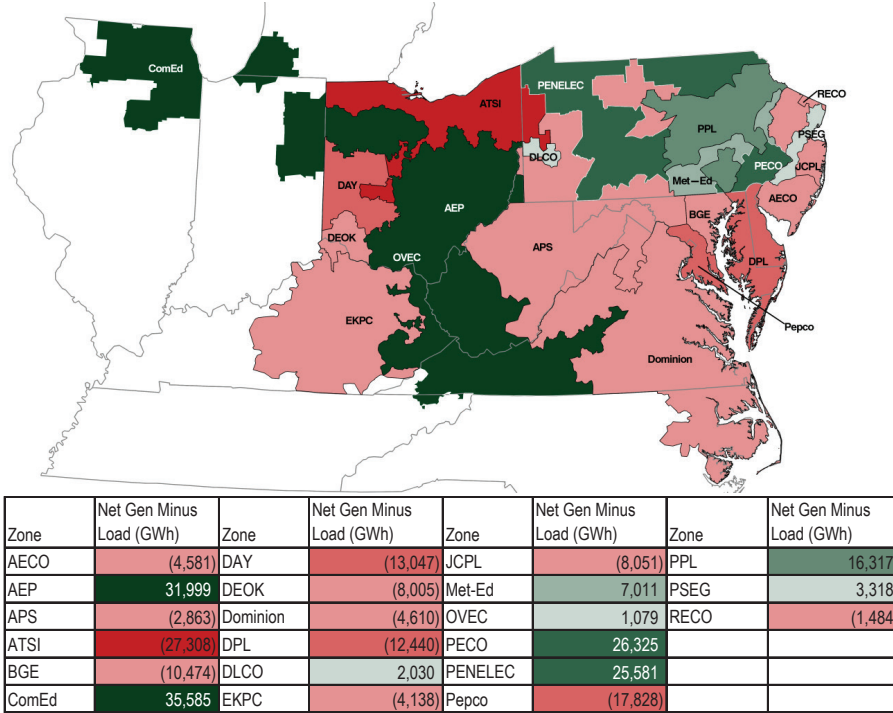 ComEd
PENELEC
RECO
ATSI
PPL
PSEG
DLCO
PECO
JCPL
DAY
Met–Ed
AEP
AECO
BGE
DEOK
APS
OVEC
DPL
EKPC
Pepco
Dominion
Zone Net Gen Minus Load (GWh) Zone Net Gen Minus Load (GWh) Zone Net Gen Minus Load (GWh) Zone Net Gen Minus Load (GWh)
AECO (4,581) DAY (13,047) JCPL (8,051) PPL 16,317
AEP 31,999 DEOK (8,005) Met-Ed 7,011 PSEG 3,318
APS (2,863) Dominion (4,610) OVEC 1,079 RECO (1,484)
ATSI (27,308) DPL (12,440) PECO 26,325
BGE (10,474) DLCO 2,030 PENELEC 25,581
ComEd 35,585 EKPC (4,138) Pepco (17,828)